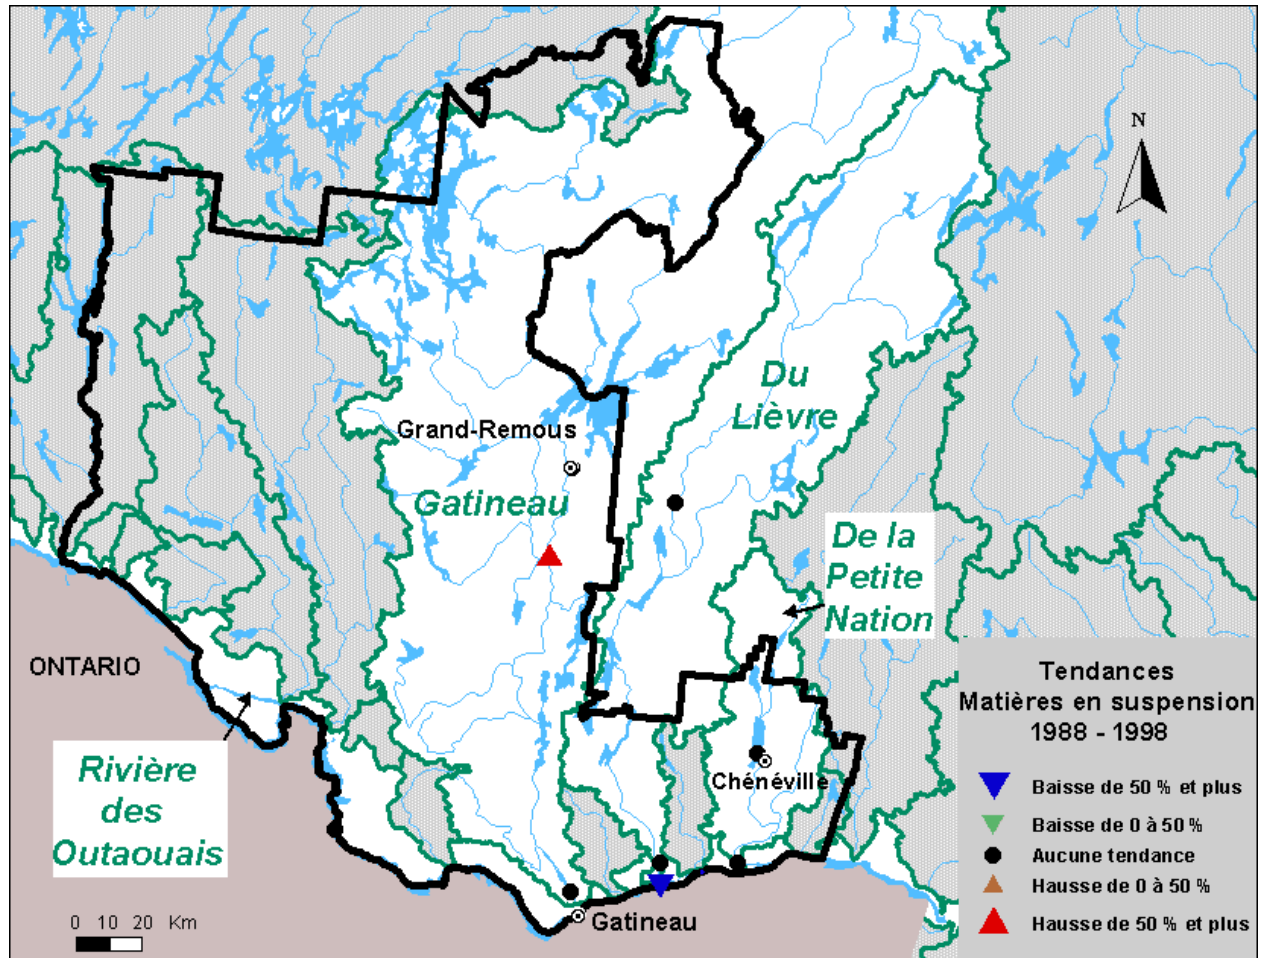 N
Du
Lièvre
Grand-Remous
Gatineau
De la
Petite
Nation
ONTARIO
Rivière
des
Outaouais
Chénéville
Gatineau
0 10 20 Km
Tendances
Matières en suspension
1988 - 1998
Baisse de 50 % et plus
Baisse de 0 à 50 %
Aucune tendance
Hausse de 0 à 50 %
Hausse de 50 % et plus